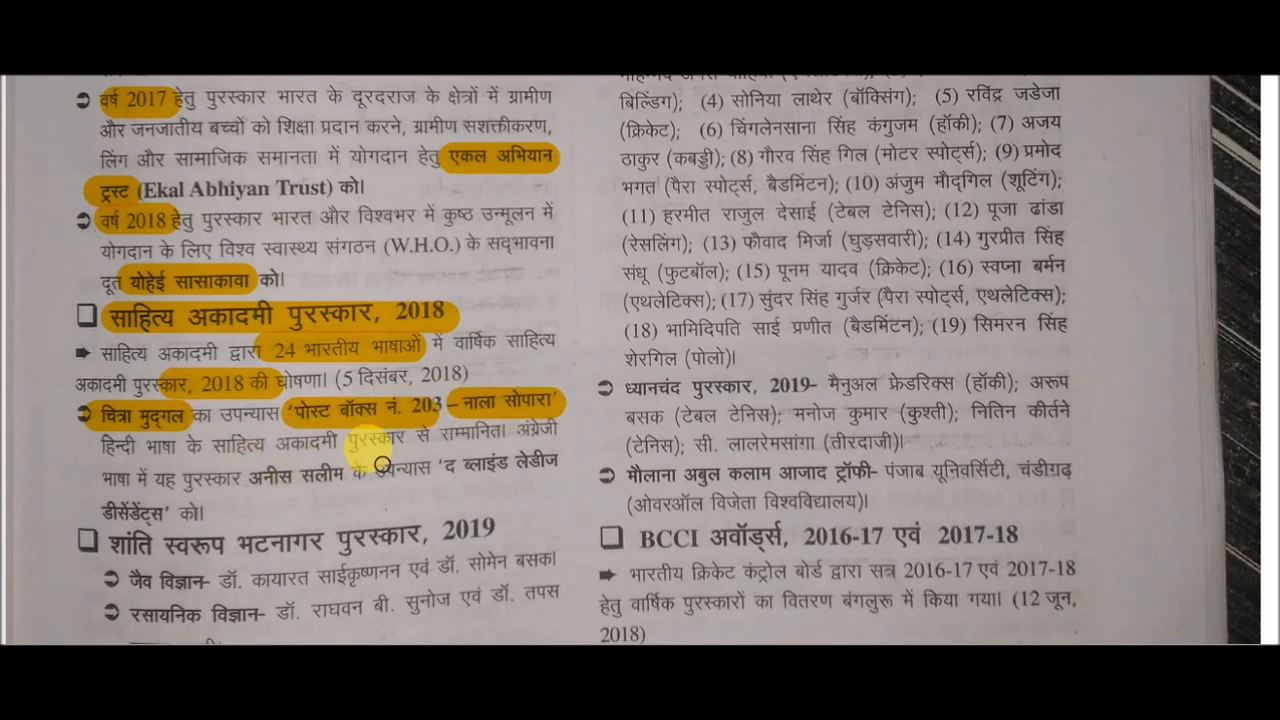 ➲ वर्ष 2017 हेतु पुरस्कार भारत के दूरदराज के क्षेत्रों में ग्रामीण
और जनजातीय बच्चों को शिक्षा प्रदान करने, ग्रामीण सशक्तीकरण,
लिंग और सामाजिक समानता में योगदान हेतु एकल अभियान
ट्रस्ट (Ekal Abhiyan Trust) को।
➲ वर्ष 2018 हेतु पुरस्कार भारत और विश्वभर में कुष्ठ उन्मूलन में
योगदान के लिए विश्व स्वास्थ्य संगठन (W.H.O.) के सद्भावना
दूत योहेई सासाकावा को।
❑ साहित्य अकादमी पुरस्कार, 2018
➨ साहित्य अकादमी द्वारा 24 भारतीय भाषाओं में वार्षिक साहित्य
अकादमी पुरस्कार, 2018 की घोषणा। (5 दिसंबर, 2018)
➲ चित्रा मुद्गल का उपन्यास 'पोस्ट बॉक्स नं. 203 – नाला सोपारा'
हिन्दी भाषा के साहित्य अकादमी पुरस्कार से सम्मानित। अंग्रेजी
भाषा में यह पुरस्कार अनीस सलीम के उपन्यास 'द ब्लाइंड लेडीज
डीसेंडेंट्स' को।
❑ शांति स्वरूप भटनागर पुरस्कार, 2019
➲ जैव विज्ञान- डॉ. कायारत साईकृष्णनन एवं डॉ. सोमेन बसक।
➲ रसायनिक विज्ञान- डॉ. राघवन बी. सुनोज एवं डॉ. तपस
बिल्डिंग); (4) सोनिया लाथेर (बॉक्सिंग); (5) रविंद्र जडेजा
(क्रिकेट); (6) चिंगलेनसाना सिंह कंगुजम (हॉकी); (7) अजय
ठाकुर (कबड्डी); (8) गौरव सिंह गिल (मोटर स्पोर्ट्स); (9) प्रमोद
भगत (पैरा स्पोर्ट्स, बैडमिंटन); (10) अंजुम मौद्गिल (शूटिंग);
(11) हरमीत राजुल देसाई (टेबल टेनिस); (12) पूजा ढांडा
(रेसलिंग); (13) फौवाद मिर्जा (घुड़सवारी); (14) गुरप्रीत सिंह
संधू (फुटबॉल); (15) पूनम यादव (क्रिकेट); (16) स्वप्ना बर्मन
(एथलेटिक्स); (17) सुंदर सिंह गुर्जर (पैरा स्पोर्ट्स, एथलेटिक्स);
(18) भामिदिपति साई प्रणीत (बैडमिंटन); (19) सिमरन सिंह
शेरगिल (पोलो)।
➲ ध्यानचंद पुरस्कार, 2019- मैनुअल फ्रेडरिक्स (हॉकी); अरूप
बसक (टेबल टेनिस); मनोज कुमार (कुश्ती); नितिन कीर्तने
(टेनिस); सी. लालरेमसांगा (तीरंदाजी)।
➲ मौलाना अबुल कलाम आजाद ट्रॉफी- पंजाब यूनिवर्सिटी, चंडीगढ़
(ओवरऑल विजेता विश्वविद्यालय)।
❑ BCCI अवॉर्ड्स, 2016-17 एवं 2017-18
➨ भारतीय क्रिकेट कंट्रोल बोर्ड द्वारा सत्र 2016-17 एवं 2017-18
हेतु वार्षिक पुरस्कारों का वितरण बंगलुरू में किया गया। (12 जून,
2018)